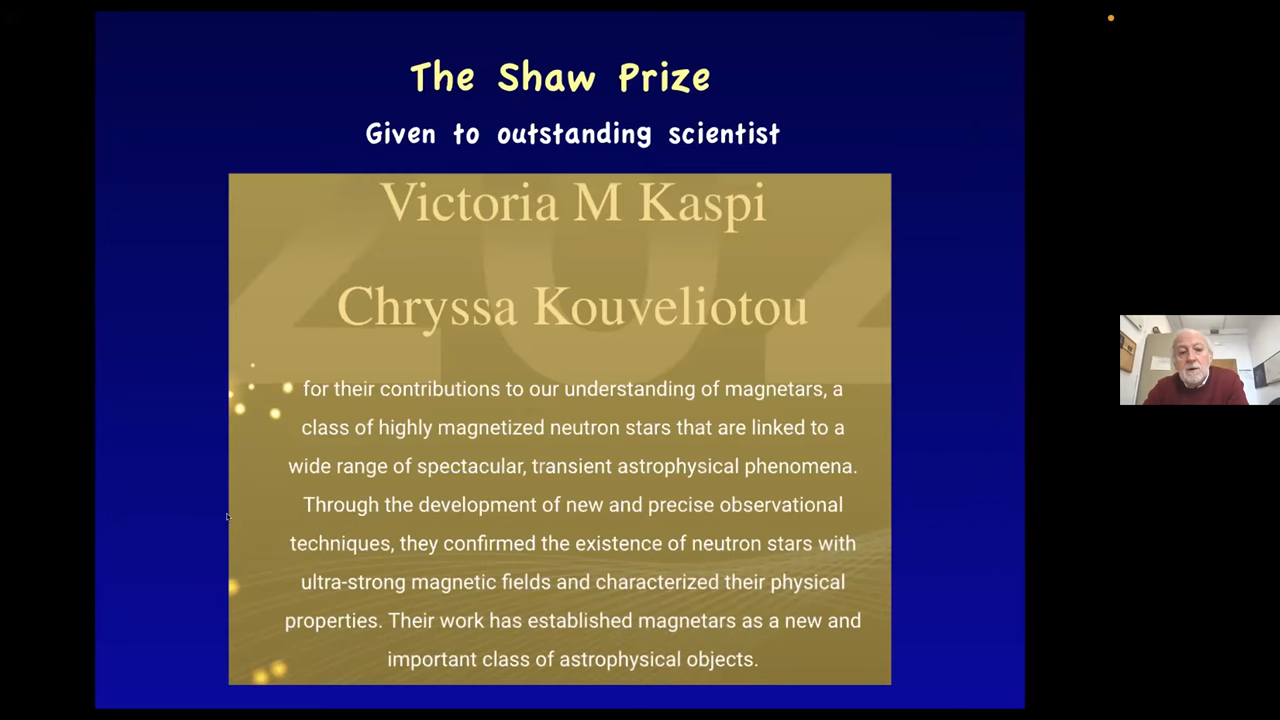 The Shaw Prize
Given to outstanding scientist
Victoria M Kaspi
Chryssa Kouveliotou
for their contributions to our understanding of magnetars, a
class of highly magnetized neutron stars that are linked to a
wide range of spectacular, transient astrophysical phenomena.
Through the development of new and precise observational
techniques, they confirmed the existence of neutron stars with
ultra-strong magnetic fields and characterized their physical
properties. Their work has established magnetars as a new and
important class of astrophysical objects.